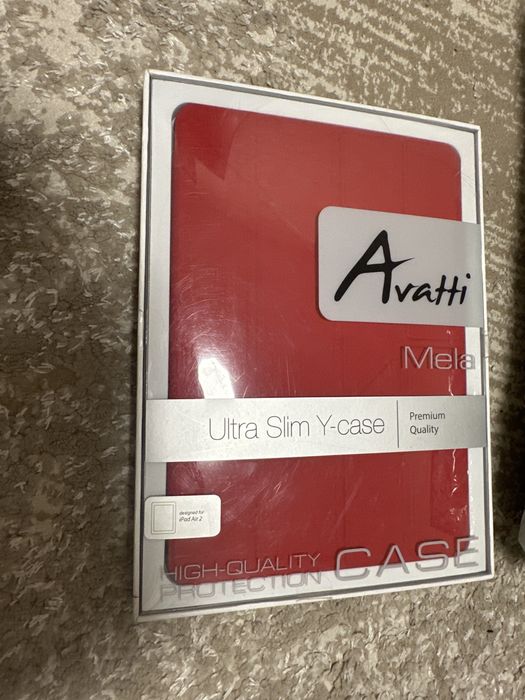 Avatti
Mela
Ultra Slim Y-case
Premium
Quality
designed for
iPad Air 2
HIGH-QUALITY
PROTECTION
CASE